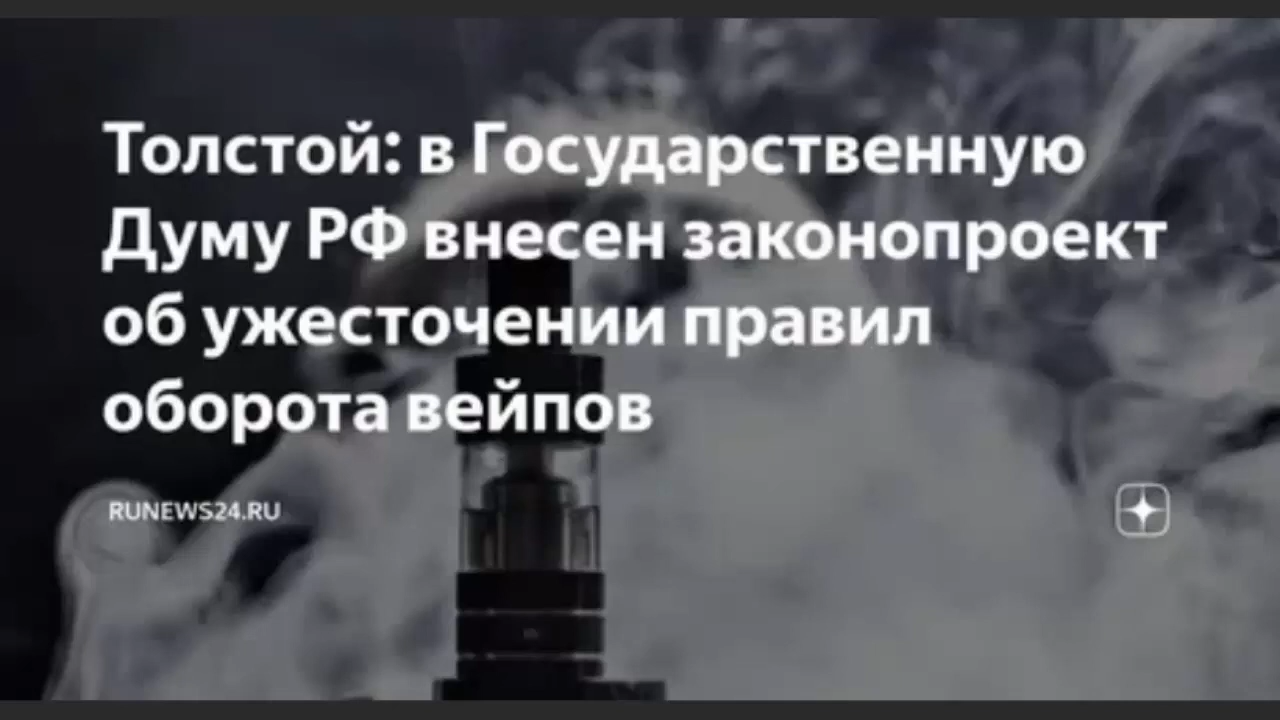 Толстой: в Государственную
Думу РФ внесен законопроект
об ужесточении правил
оборота вейпов
RUNEWS24.RU